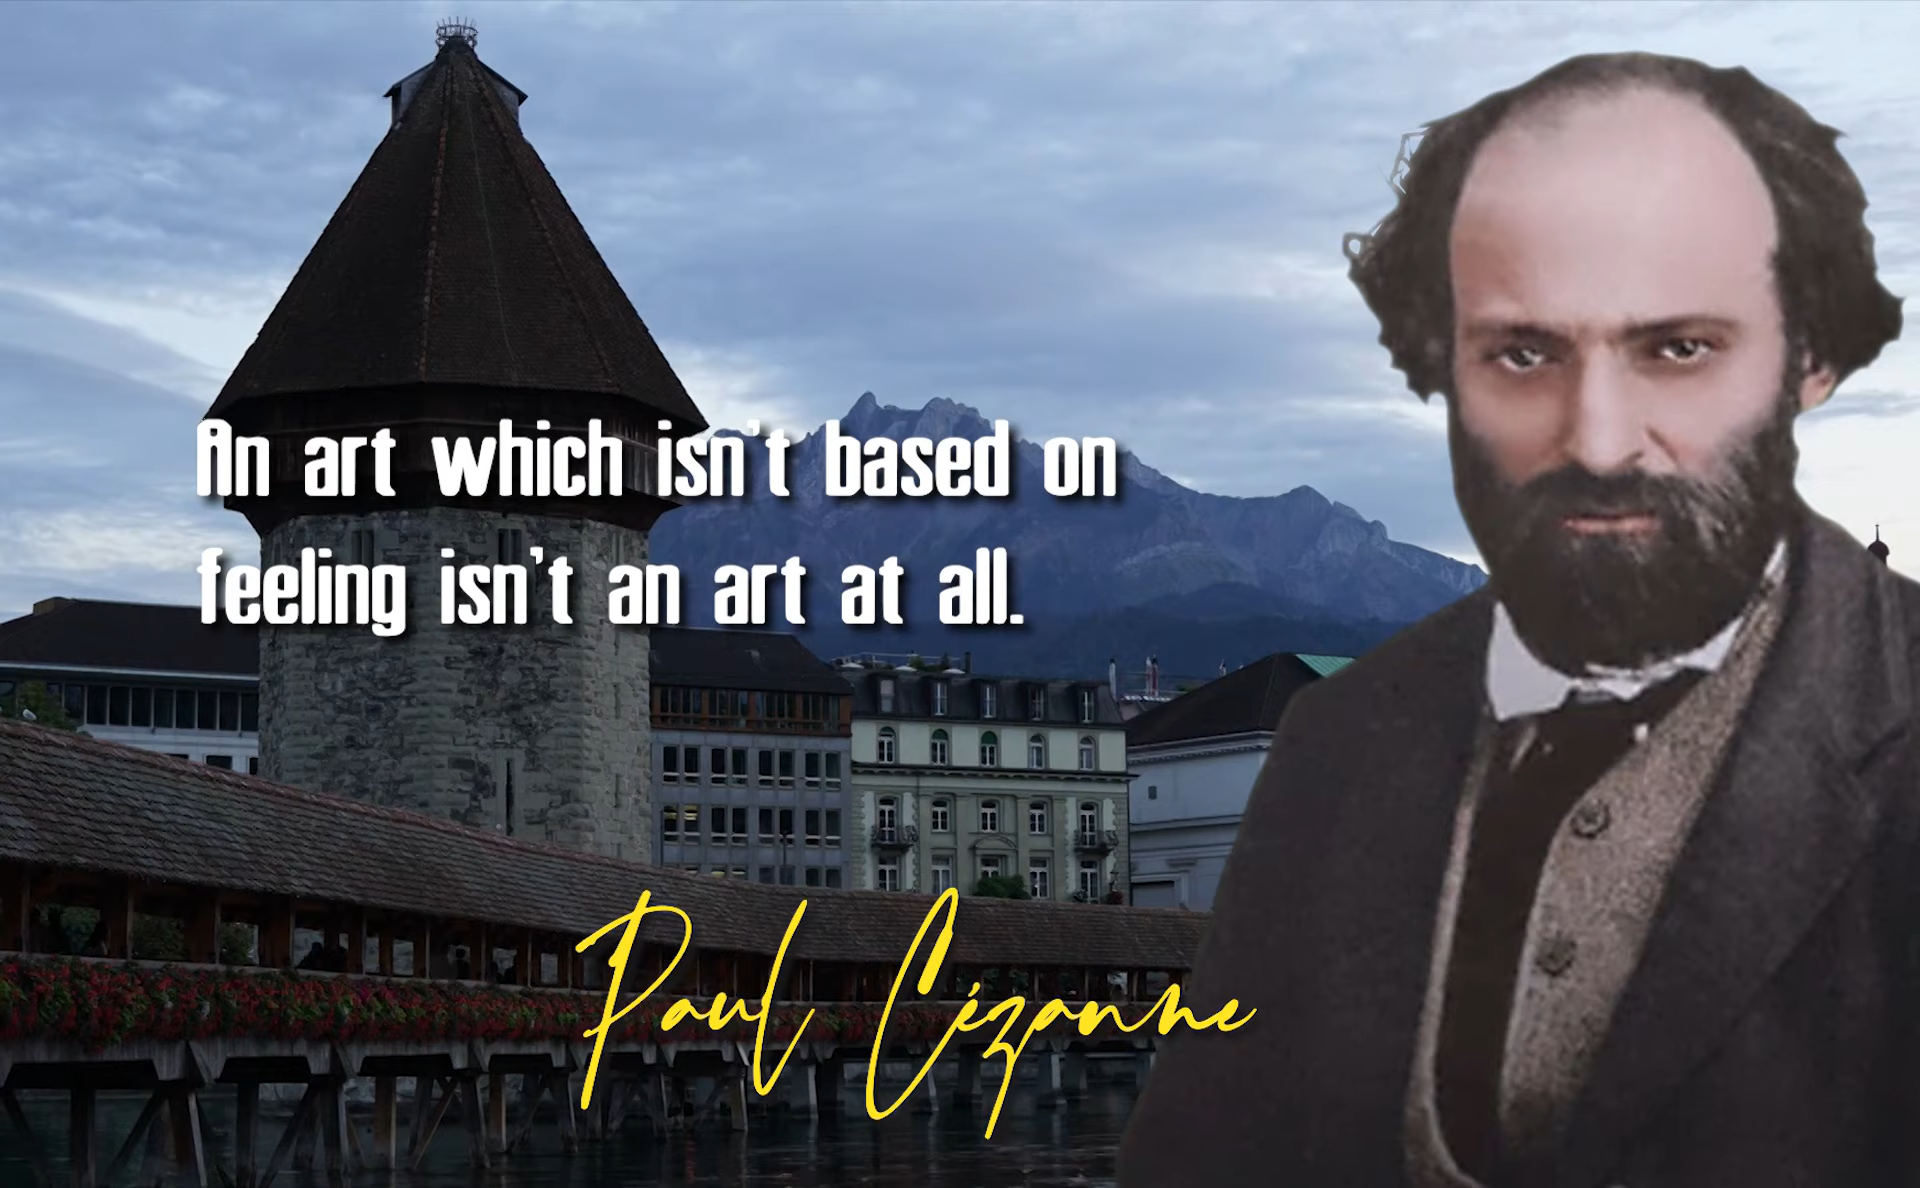 An art which isn't based on
feeling isn't an art at all.
Paul Cézanne